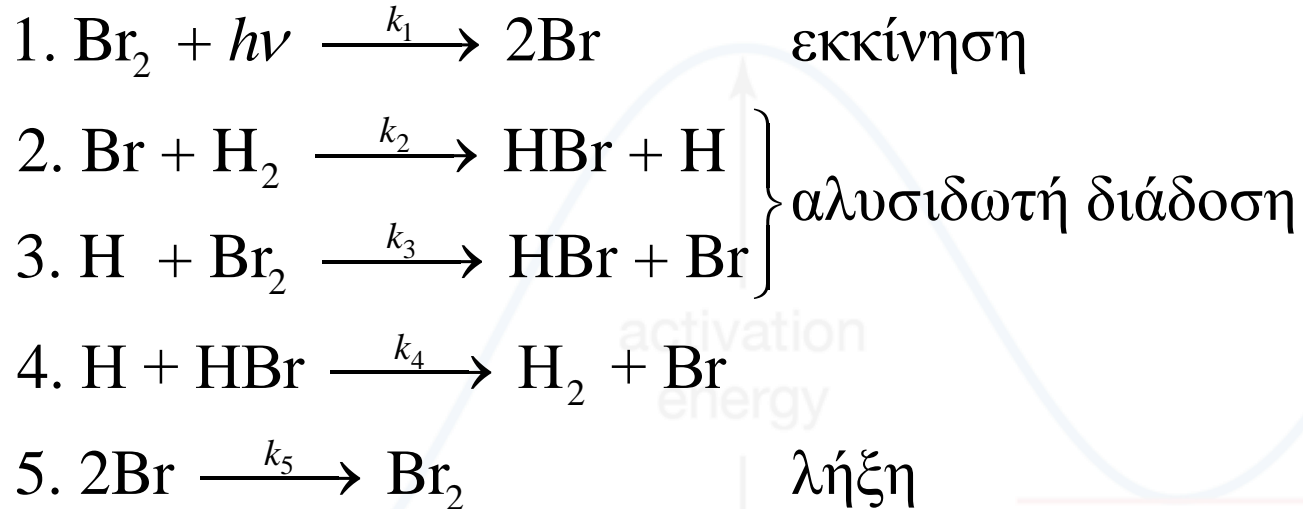 1. Br₂ + hν —k₁→ 2Br εκκίνηση
2. Br + H₂ —k₂→ HBr + H
αλυσιδωτή διάδοση
3. H + Br₂ —k₃→ HBr + Br
activation
4. H + HBr —k₄→ H₂ + Br
energy
5. 2Br —k₅→ Br₂ λήξη